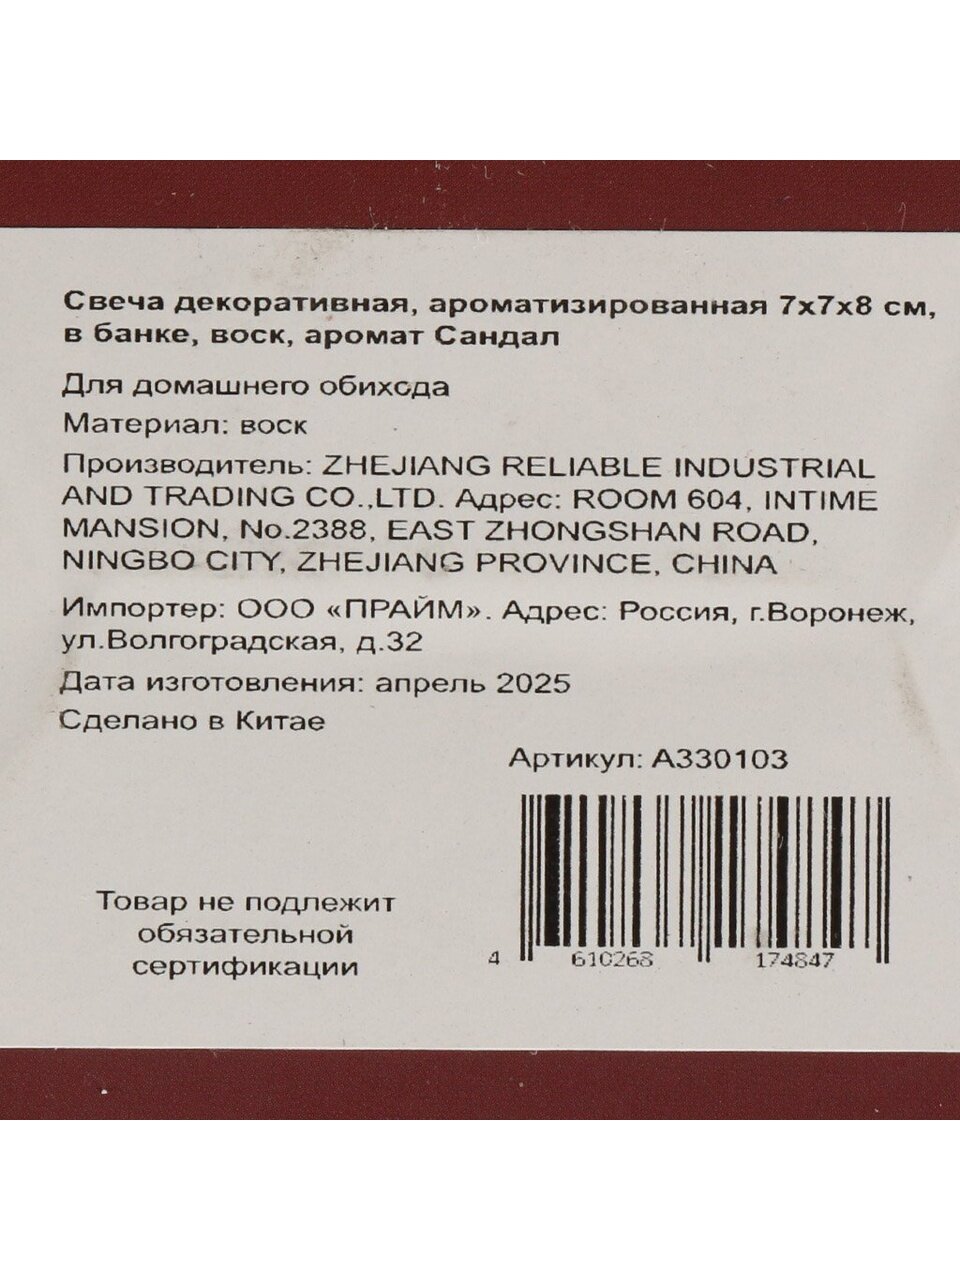 Свеча декоративная, ароматизированная 7х7х8 см,
в банке, воск, аромат Сандал
Для домашнего обихода
Материал: воск
Производитель: ZHEJIANG RELIABLE INDUSTRIAL
AND TRADING CO.,LTD. Адрес: ROOM 604, INTIME
MANSION, No.2388, EAST ZHONGSHAN ROAD,
NINGBO CITY, ZHEJIANG PROVINCE, CHINA
Импортер: ООО «ПРАЙМ». Адрес: Россия, г.Воронеж,
ул.Волгоградская, д.32
Дата изготовления: апрель 2025
Сделано в Китае
Артикул: A330103
Товар не подлежит
обязательной
сертификации
4 610268 174847